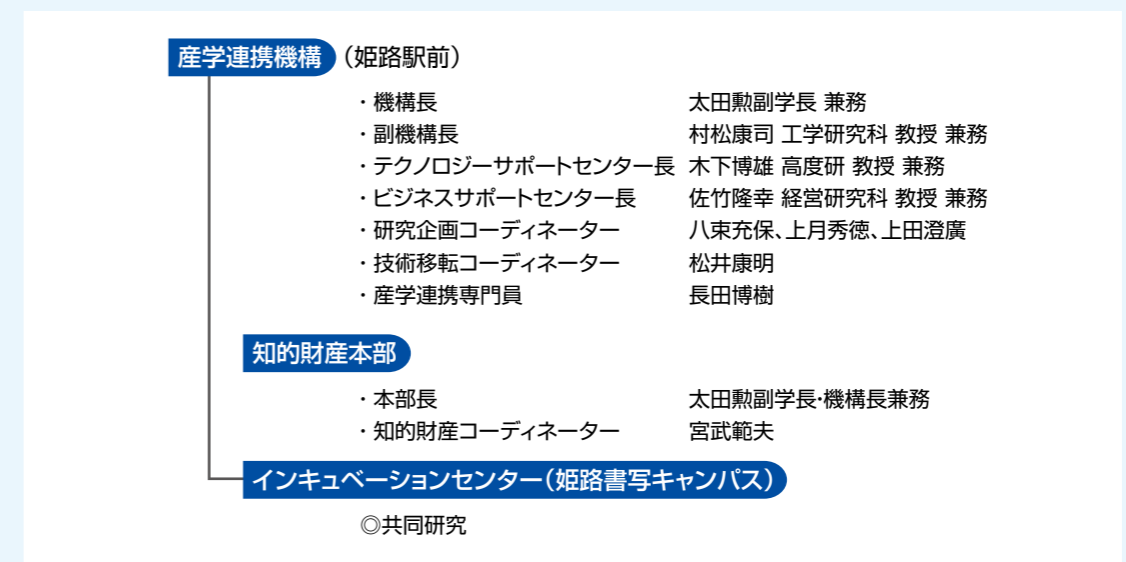 産学連携機構（姫路駅前）
・機構長 太田勲副学長 兼務
・副機構長 村松康司 工学研究科 教授 兼務
・テクノロジーサポートセンター長 木下博雄 高度研 教授 兼務
・ビジネスサポートセンター長 佐竹隆幸 経営研究科 教授 兼務
・研究企画コーディネーター 八束充保、上月秀徳、上田澄廣
・技術移転コーディネーター 松井康明
・産学連携専門員 長田博樹
知的財産本部
・本部長 太田勲副学長・機構長兼務
・知的財産コーディネーター 宮武範夫
インキュベーションセンター（姫路書写キャンパス）
◎共同研究